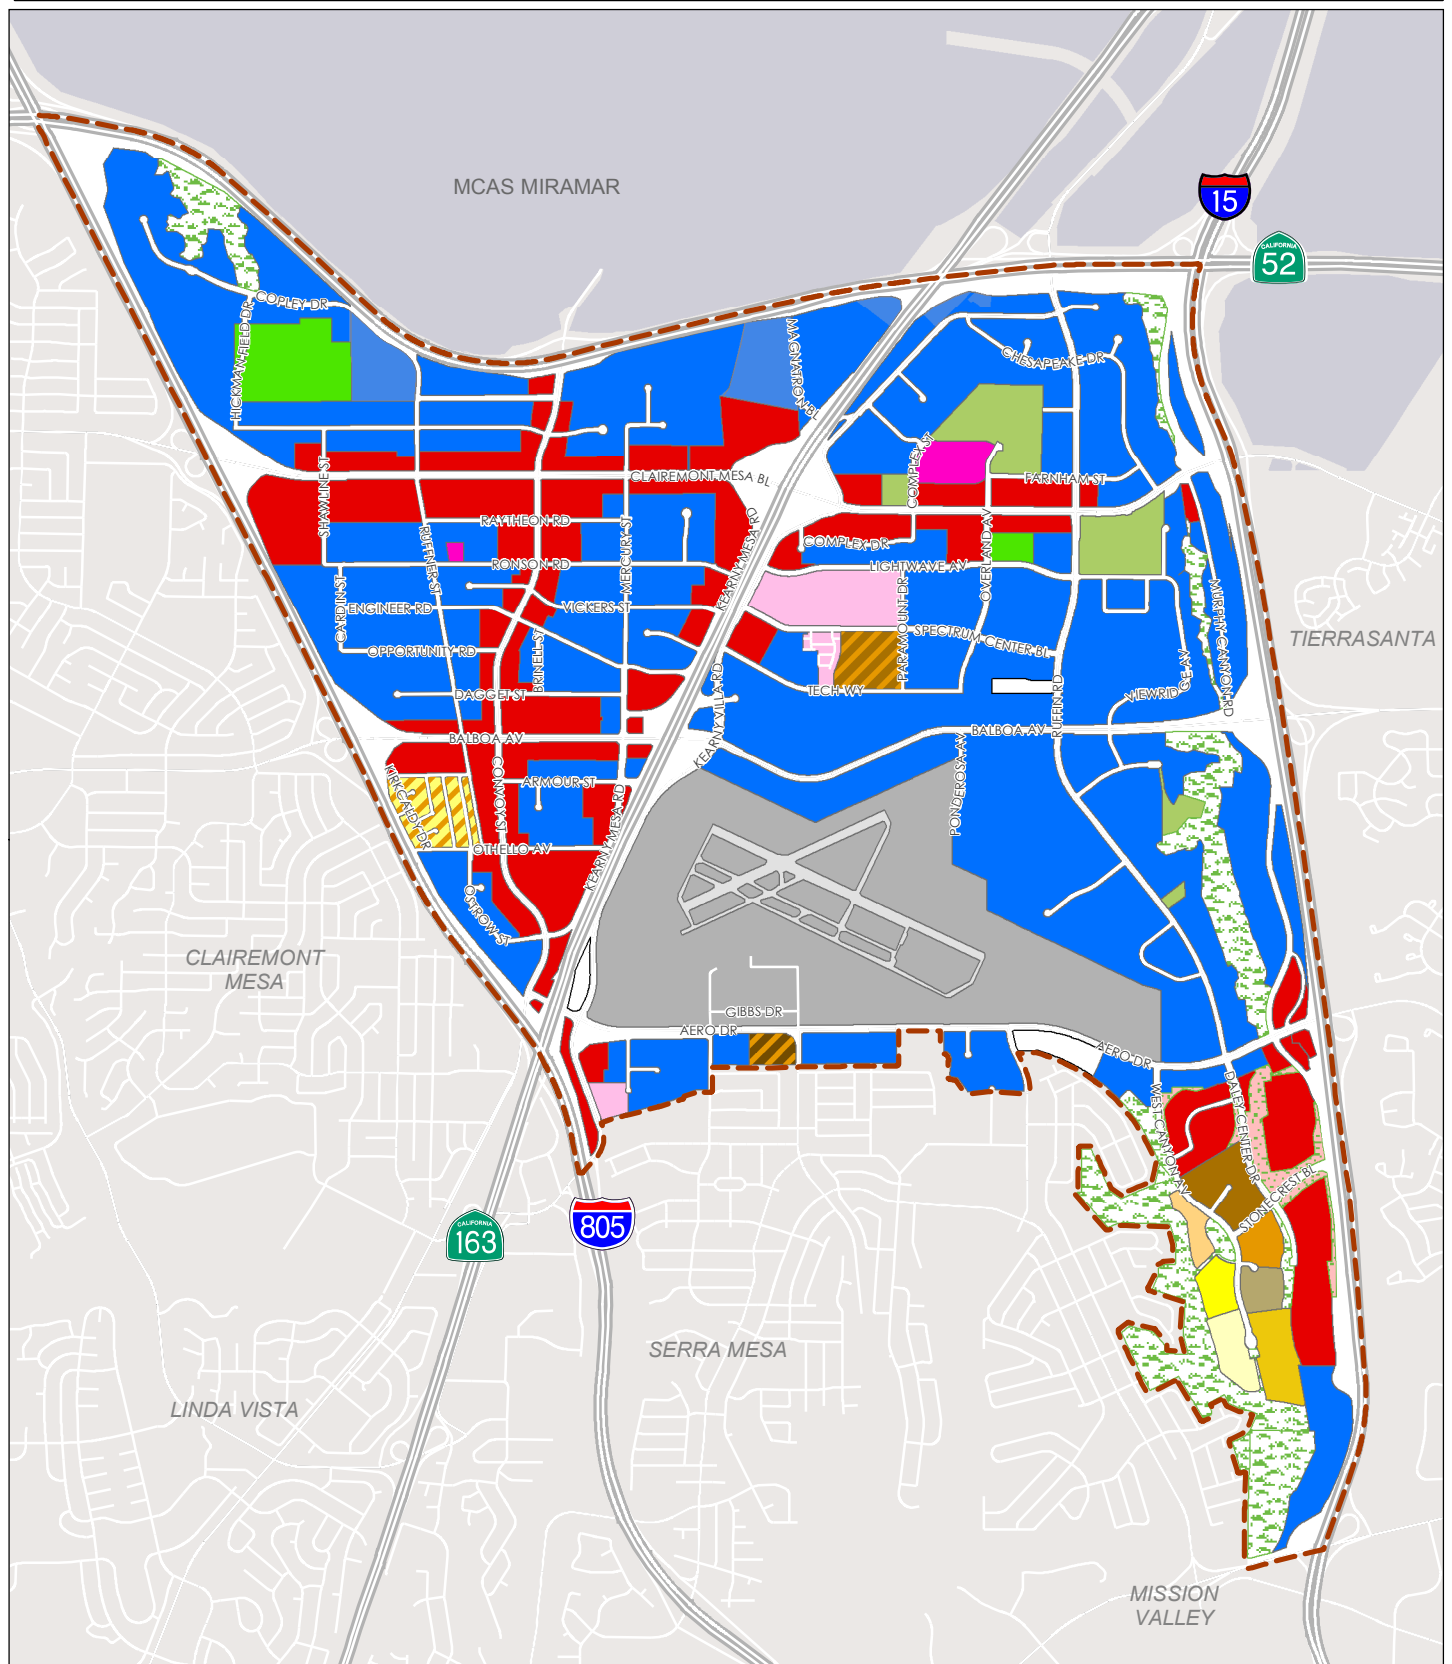 MCAS MIRAMAR
15
CALIFORNIA
52
COPLEY DR
HICKMAN FIELD DR
MAGNATRON BL
CHESAPEAKE DR
COMPLEX ST
FARNHAM ST
CLAIREMONT MESA BL
SHAWLINE ST
RAYTHEON RD
RUFFNER ST
MERCURY ST
KEARNY MESA RD
COMPLEX DR
OVERLAND AV
RONSON RD
LIGHTWAVE AV
CARDIN ST
ENGINEER RD
VICKERS ST
PARAMOUNT DR
MURPHY CANYON RD
SPECTRUM CENTER BL
TIERRASANTA
OPPORTUNITY RD
BRINELL ST
DAGGET ST
TECH WY
KEARNY VILLA RD
RUFFIN RD
VIEWRIDGE AV
BALBOA AV
BALBOA AV
KIRKCALDY DR
CONVOY ST
ARMOUR ST
PONDEROSA AV
KEARNY MESA RD
OTHELLO AV
OSTROW ST
CLAIREMONT
MESA
GIBBS DR
AERO DR
AERO DR
WEST CANYON AV
DALEY CENTER DR
STONECREST BL
CALIFORNIA
163
805
SERRA MESA
LINDA VISTA
MISSION
VALLEY